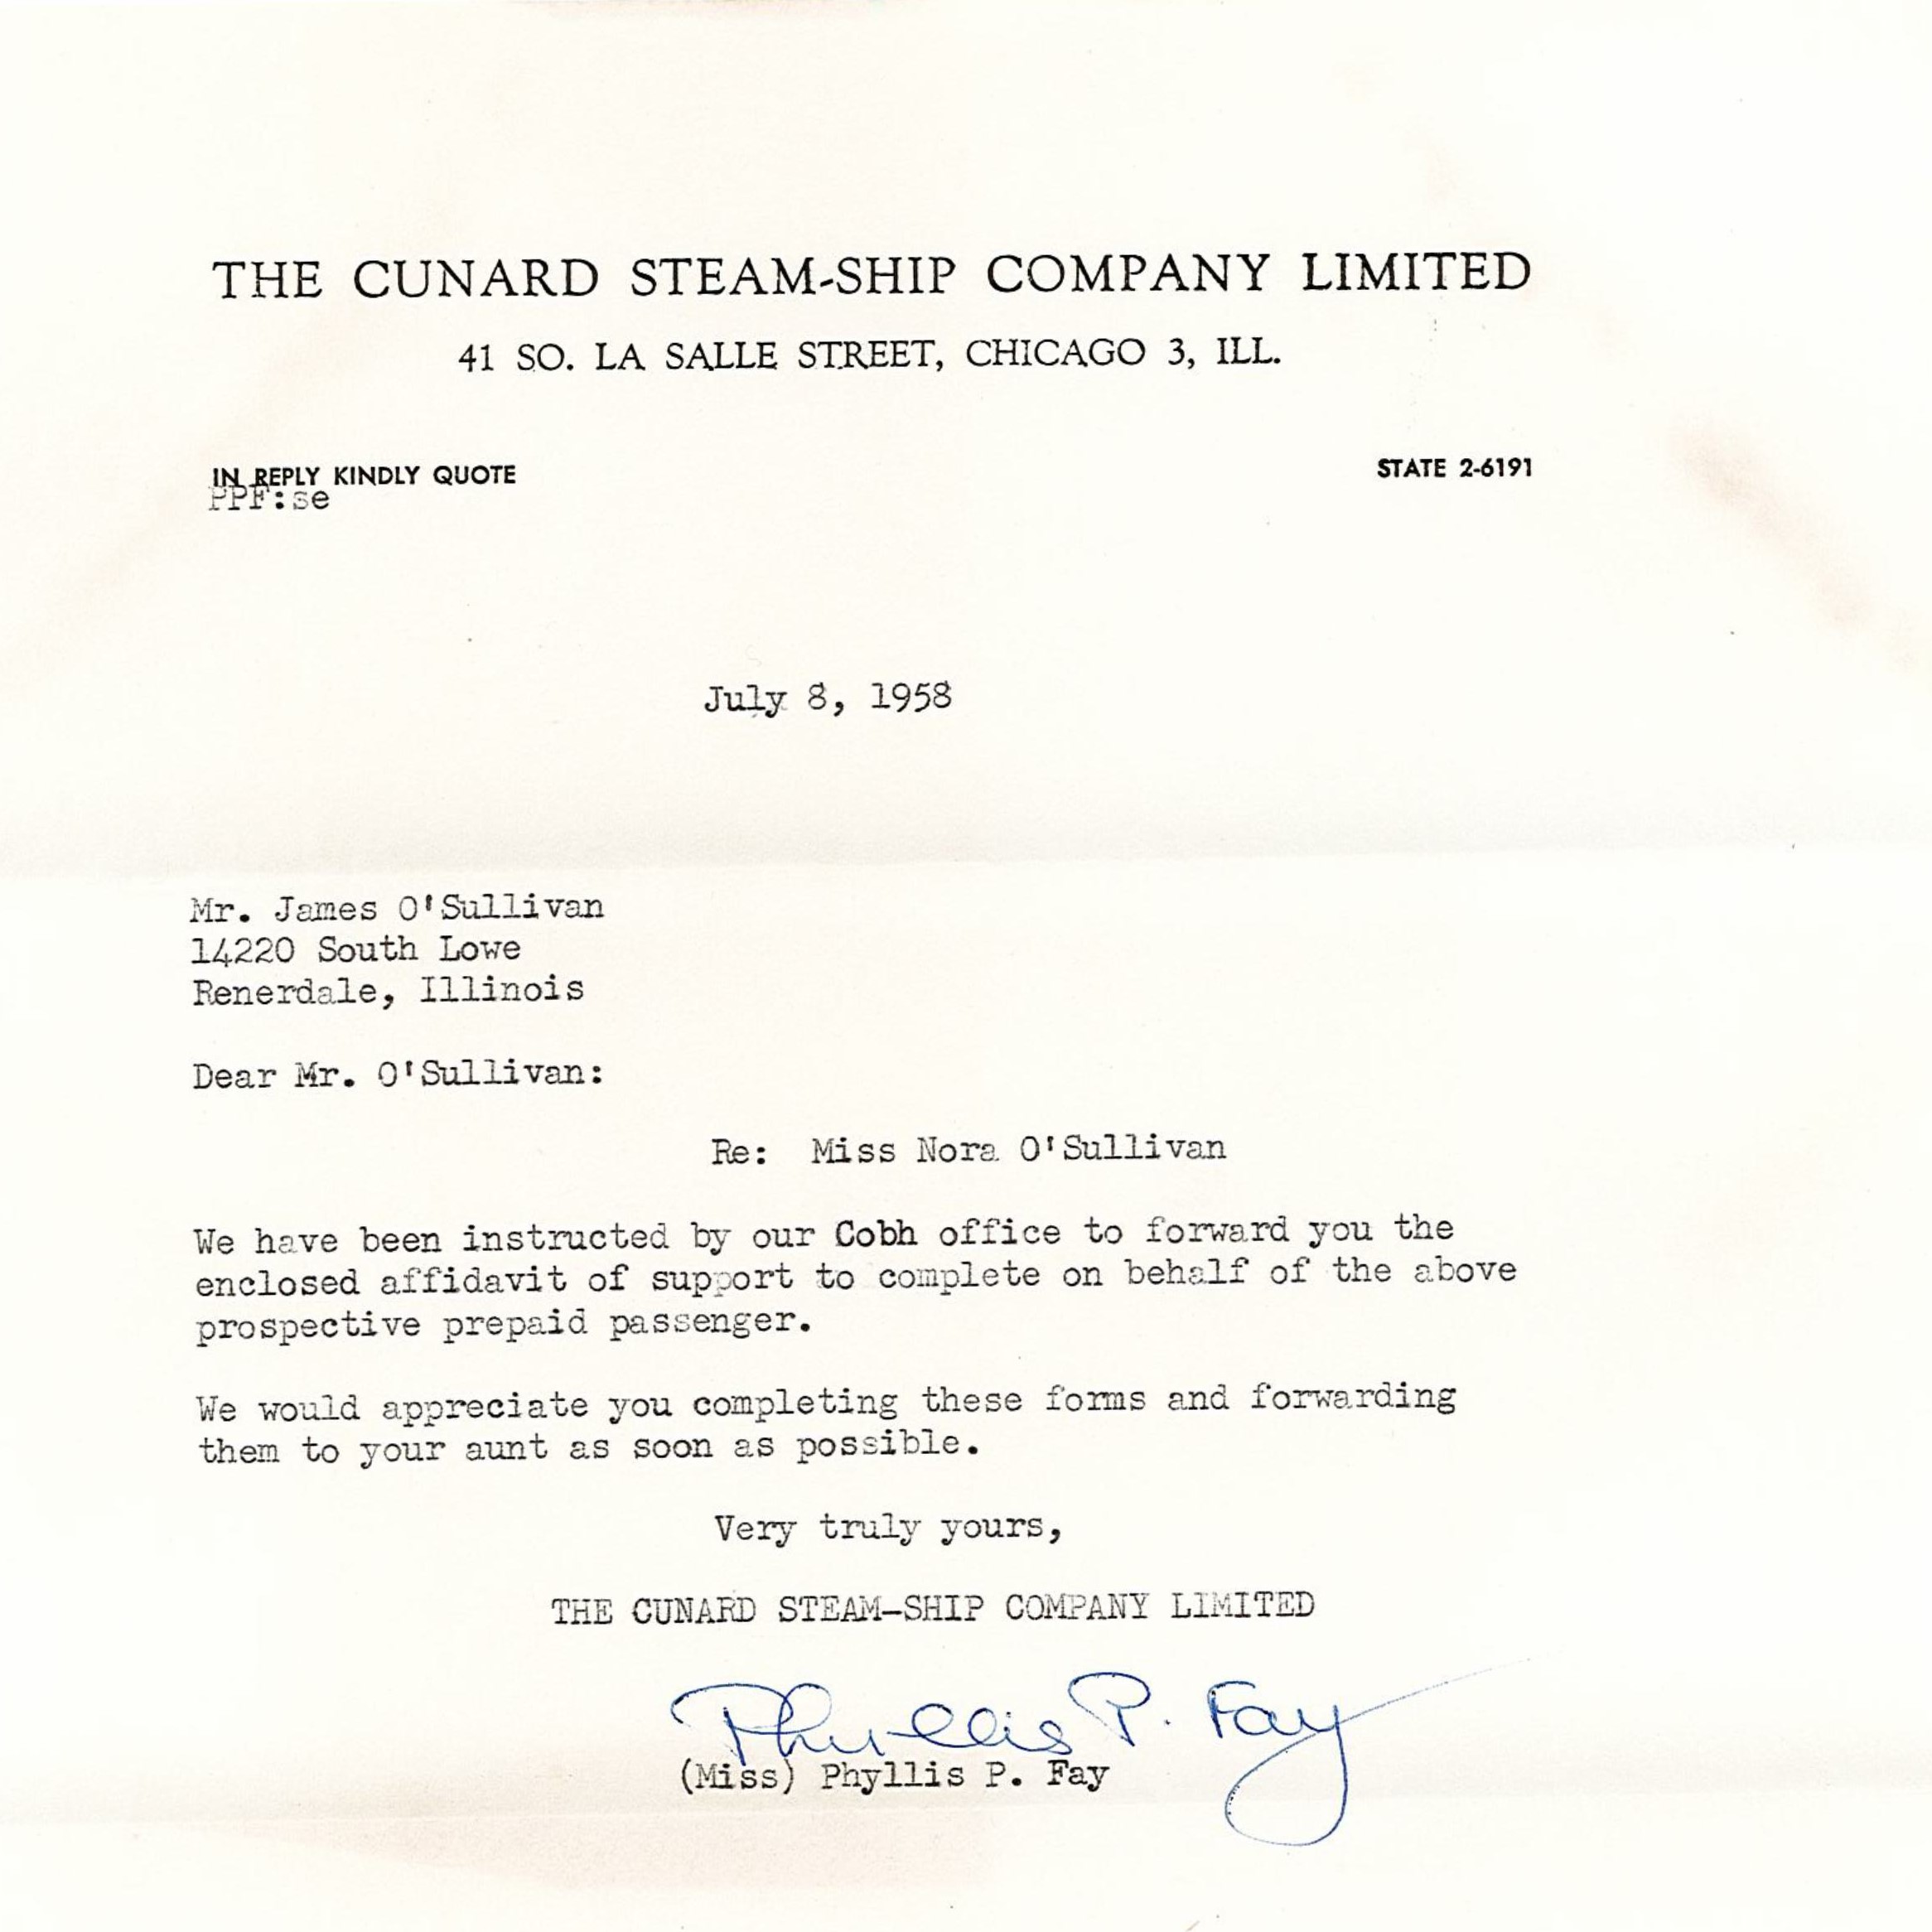 THE CUNARD STEAM-SHIP COMPANY LIMITED
41 SO. LA SALLE STREET, CHICAGO 3, ILL.
IN REPLY KINDLY QUOTE
STATE 2-6191
PPF:se
July 8, 1958
Mr. James O'Sullivan
14220 South Lowe
Renerdale, Illinois
Dear Mr. O'Sullivan:
Re: Miss Nora O'Sullivan
We have been instructed by our Cobh office to forward you the
enclosed affidavit of support to complete on behalf of the above
prospective prepaid passenger.
We would appreciate you completing these forms and forwarding
them to your aunt as soon as possible.
Very truly yours,
THE CUNARD STEAM-SHIP COMPANY LIMITED
Phyllis P. Fay
(Miss) Phyllis P. Fay